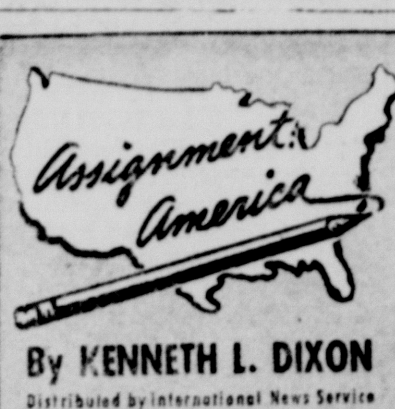 Assignment:
America
By KENNETH L. DIXON
Distributed by International News Service